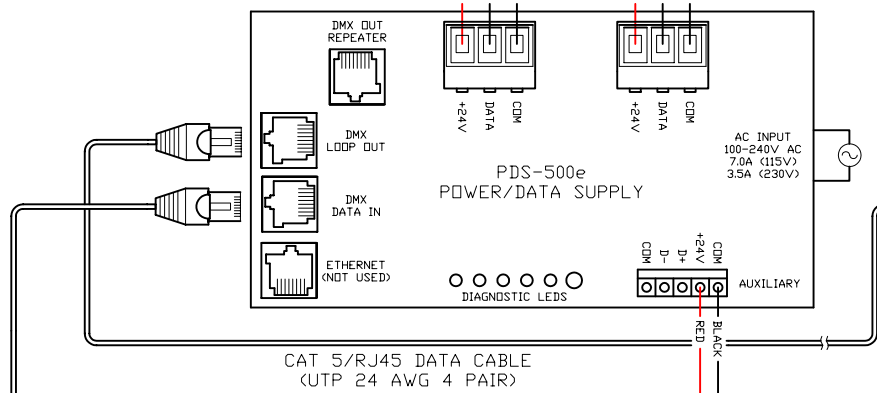 DMX OUT
REPEATER
+24V
DATA
COM
+24V
DATA
COM
DMX
LOOP OUT
AC INPUT
100-240V AC
7.0A (115V)
3.5A (230V)
PDS-500e
POWER/DATA SUPPLY
DMX
DATA IN
ETHERNET
(NOT USED)
COM
D-
D+
+24V
COM
AUXILIARY
DIAGNOSTIC LEDS
RED
BLACK
CAT 5/RJ45 DATA CABLE
(UTP 24 AWG 4 PAIR)